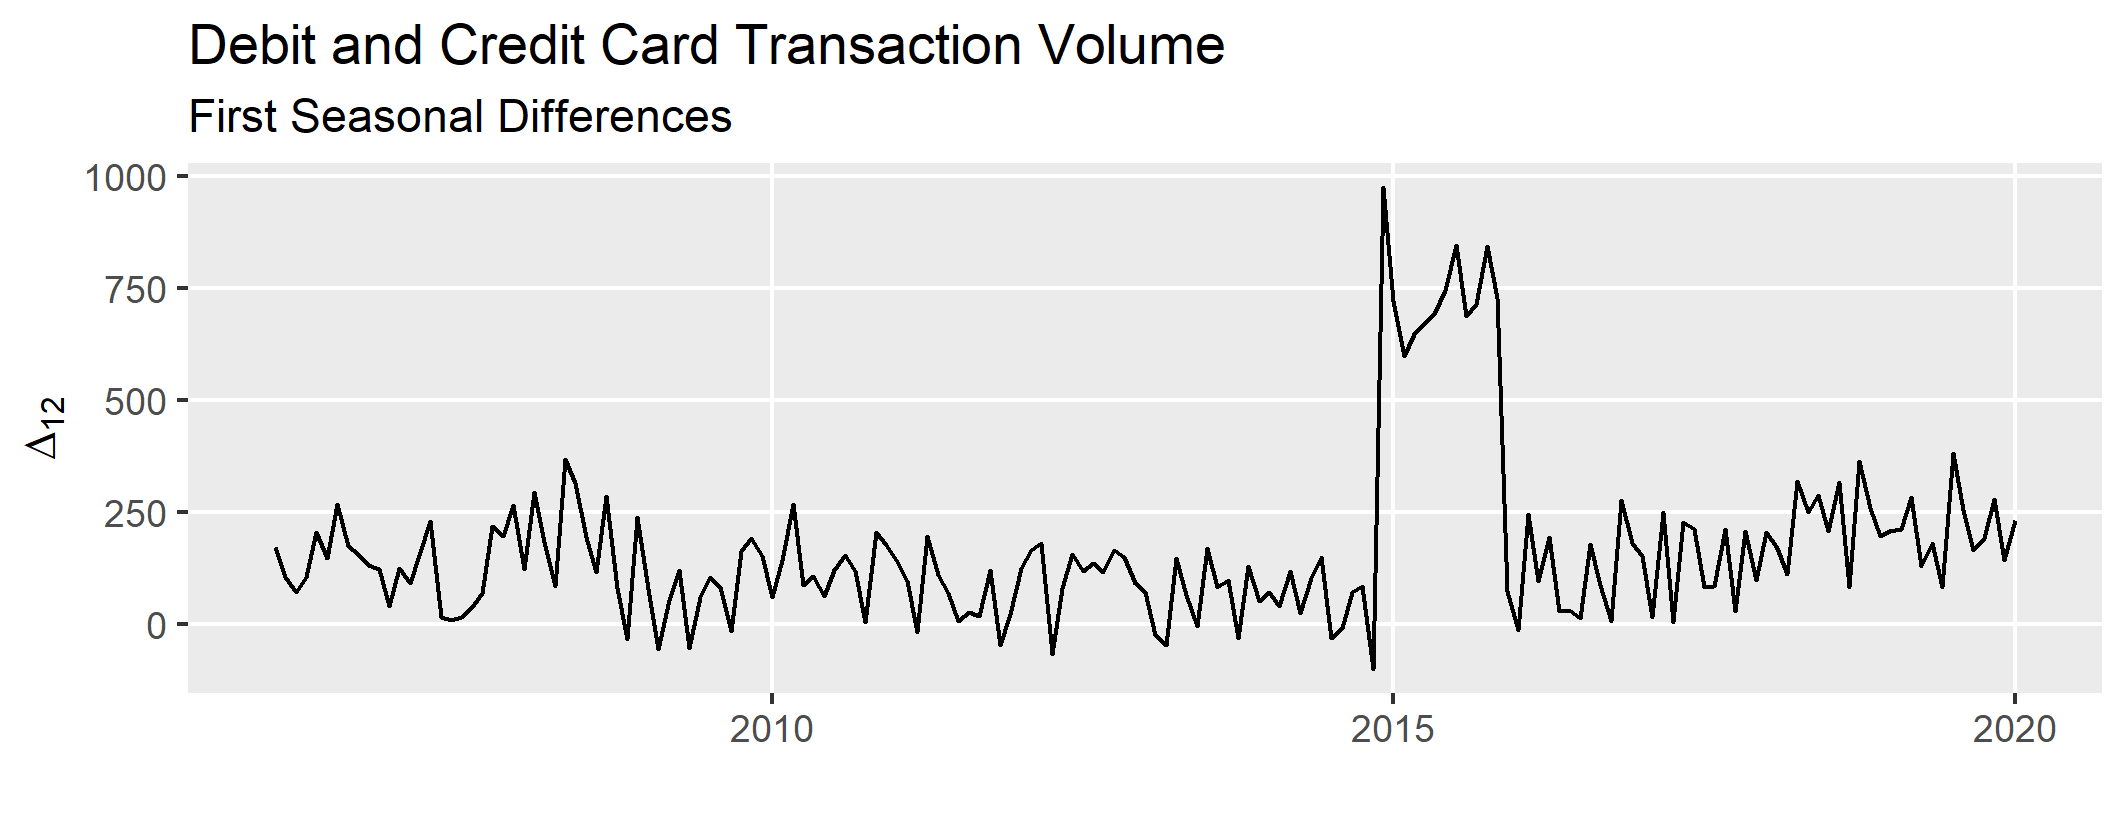 Debit and Credit Card Transaction Volume
First Seasonal Differences
1000
750
500
250
0
Δ12
2010 2015 2020